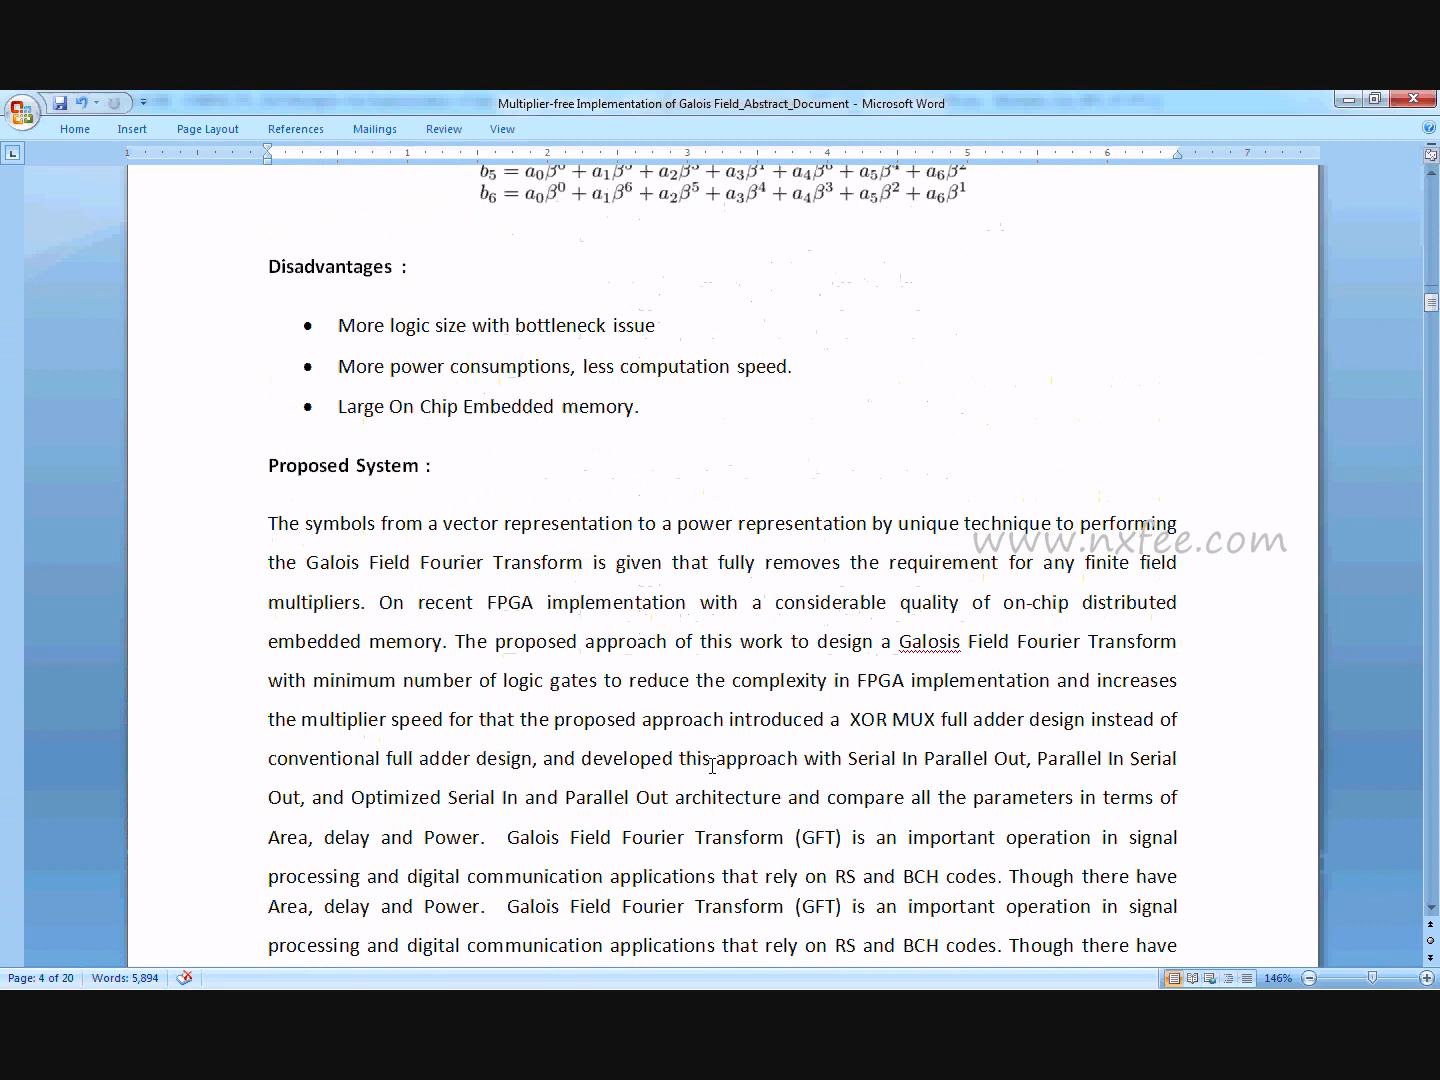 Multiplier-free Implementation of Galois Field_Abstract_Document - Microsoft Word
Home Insert Page Layout References Mailings Review View
1 1 2 3 4 5 6 7
b6 = a0β0 + a1β6 + a2β5 + a3β4 + a4β3 + a5β2 + a6β1
Disadvantages :
• More logic size with bottleneck issue
• More power consumptions, less computation speed.
• Large On Chip Embedded memory.
Proposed System :
The symbols from a vector representation to a power representation by unique technique to performing
www.nxfee.com
the Galois Field Fourier Transform is given that fully removes the requirement for any finite field
multipliers. On recent FPGA implementation with a considerable quality of on-chip distributed
embedded memory. The proposed approach of this work to design a Galosis Field Fourier Transform
with minimum number of logic gates to reduce the complexity in FPGA implementation and increases
the multiplier speed for that the proposed approach introduced a XOR MUX full adder design instead of
conventional full adder design, and developed this approach with Serial In Parallel Out, Parallel In Serial
Out, and Optimized Serial In and Parallel Out architecture and compare all the parameters in terms of
Area, delay and Power. Galois Field Fourier Transform (GFT) is an important operation in signal
processing and digital communication applications that rely on RS and BCH codes. Though there have
Area, delay and Power. Galois Field Fourier Transform (GFT) is an important operation in signal
processing and digital communication applications that rely on RS and BCH codes. Though there have
Page: 4 of 20 Words: 5,894 146%